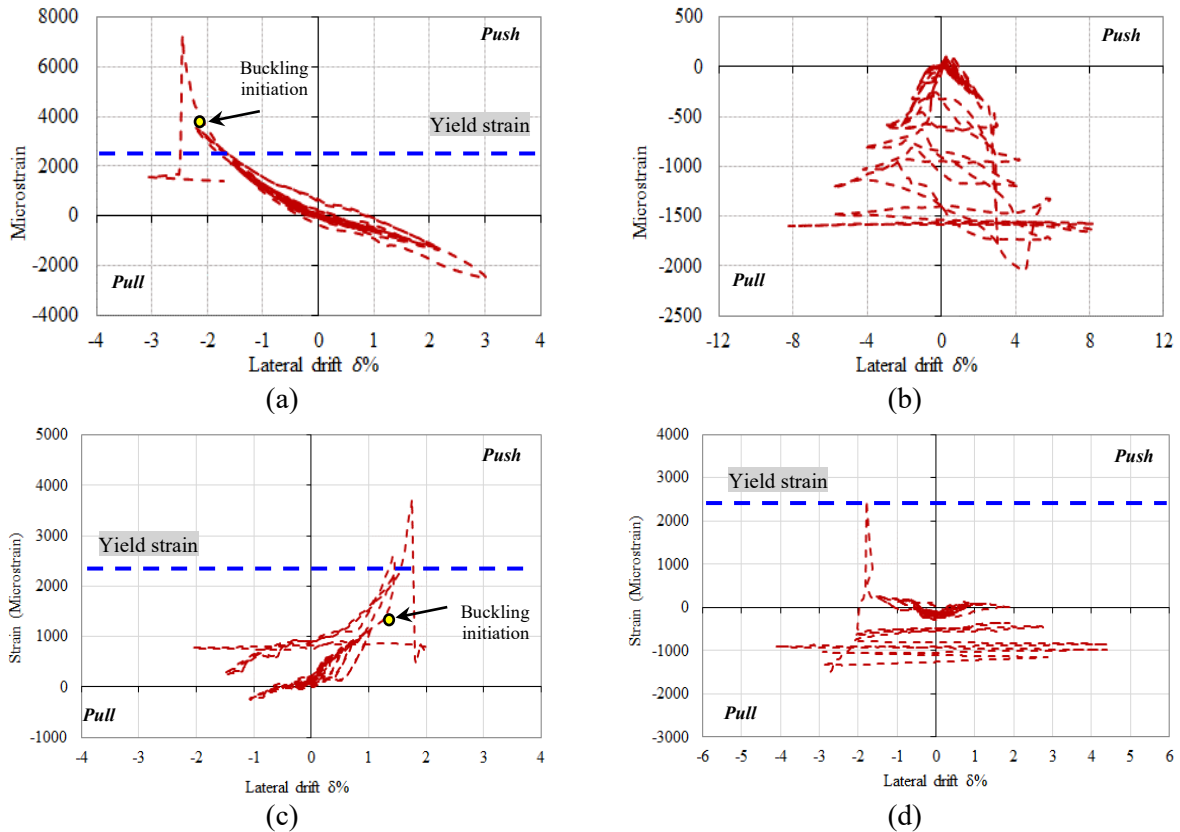 8000
6000
4000
2000
0
-2000
-4000
Microstrain
Push
Buckling
initiation
Yield strain
Pull
-4 -3 -2 -1 0 1 2 3 4
Lateral drift δ%
(a)
500
0
-500
-1000
-1500
-2000
-2500
Microstrain
Push
Pull
-12 -8 -4 0 4 8 12
Lateral drift δ%
(b)
5000
4000
3000
2000
1000
0
-1000
Strain (Microstrain)
Push
Yield strain
Buckling
initiation
Pull
-4 -3 -2 -1 0 1 2 3 4
Lateral drift δ%
(c)
4000
3000
2000
1000
0
-1000
-2000
-3000
Strain (Microstrain)
Push
Yield strain
Pull
-6 -5 -4 -3 -2 -1 0 1 2 3 4 5 6
Lateral drift δ%
(d)